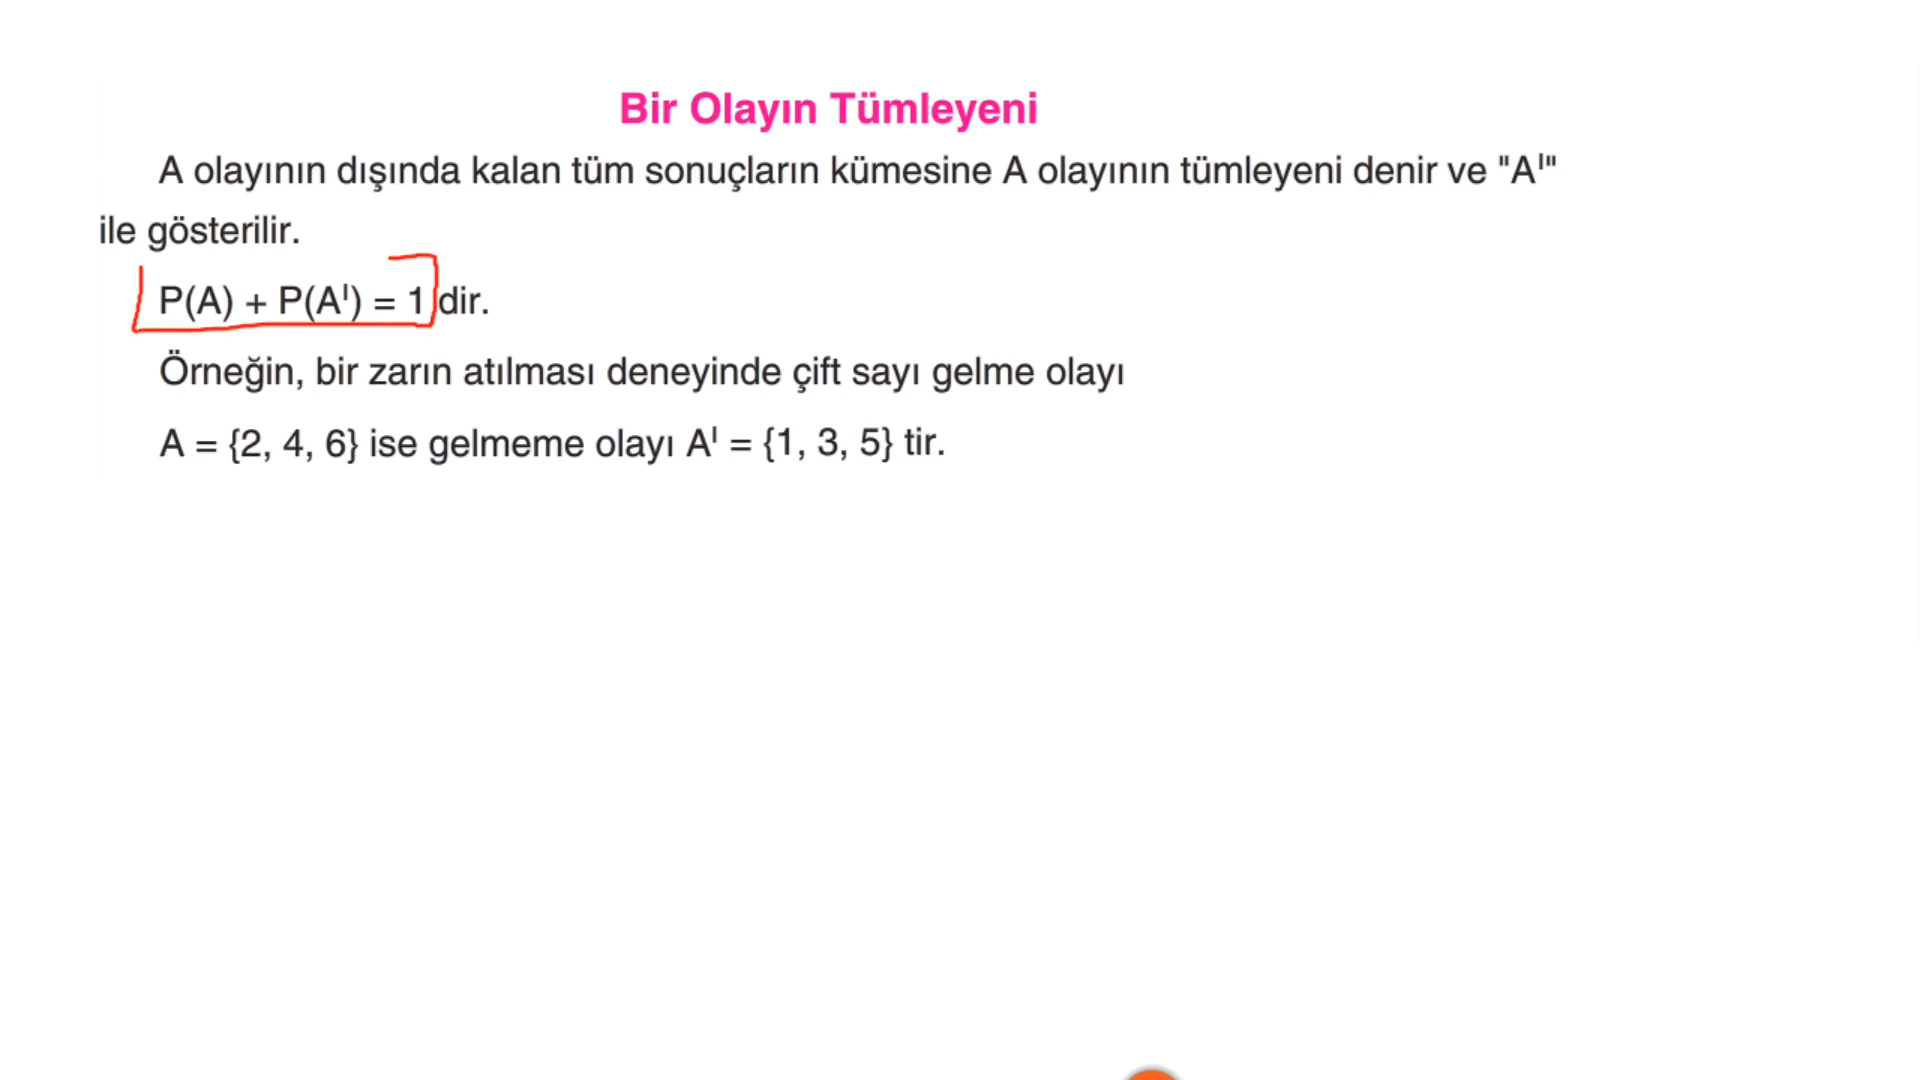 Bir Olayın Tümleyeni
A olayının dışında kalan tüm sonuçların kümesine A olayının tümleyeni denir ve "Aᴵ"
ile gösterilir.
P(A) + P(Aᴵ) = 1 dir.
Örneğin, bir zarın atılması deneyinde çift sayı gelme olayı
A = {2, 4, 6} ise gelmeme olayı Aᴵ = {1, 3, 5} tir.